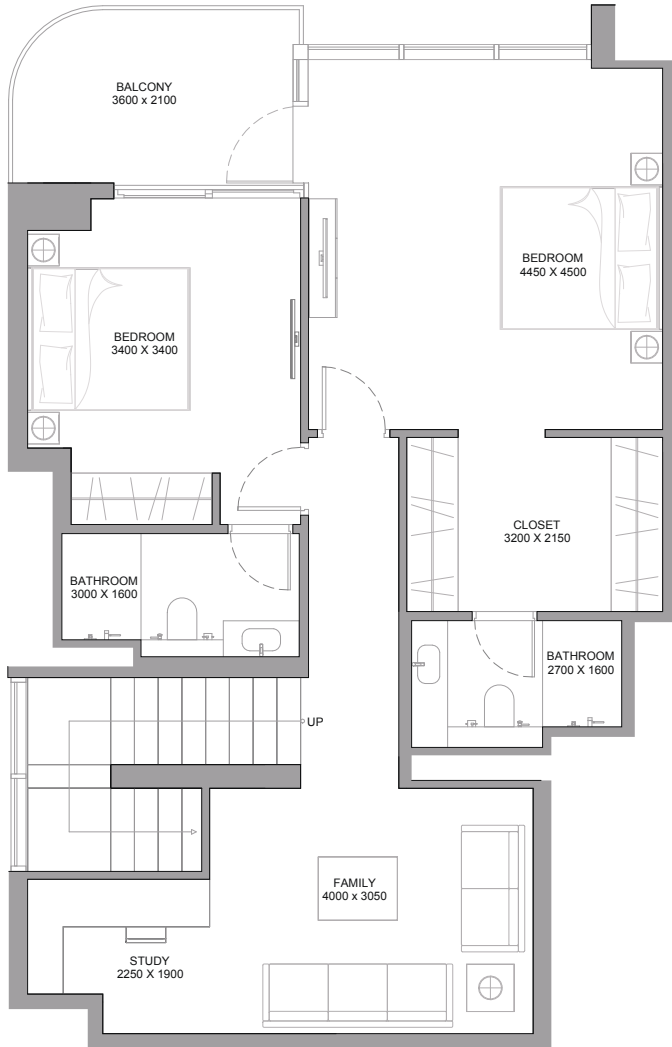 BALCONY
3600 x 2100
BEDROOM
4450 X 4500
BEDROOM
3400 X 3400
CLOSET
3200 X 2150
BATHROOM
3000 X 1600
BATHROOM
2700 X 1600
UP
FAMILY
4000 x 3050
STUDY
2250 X 1900